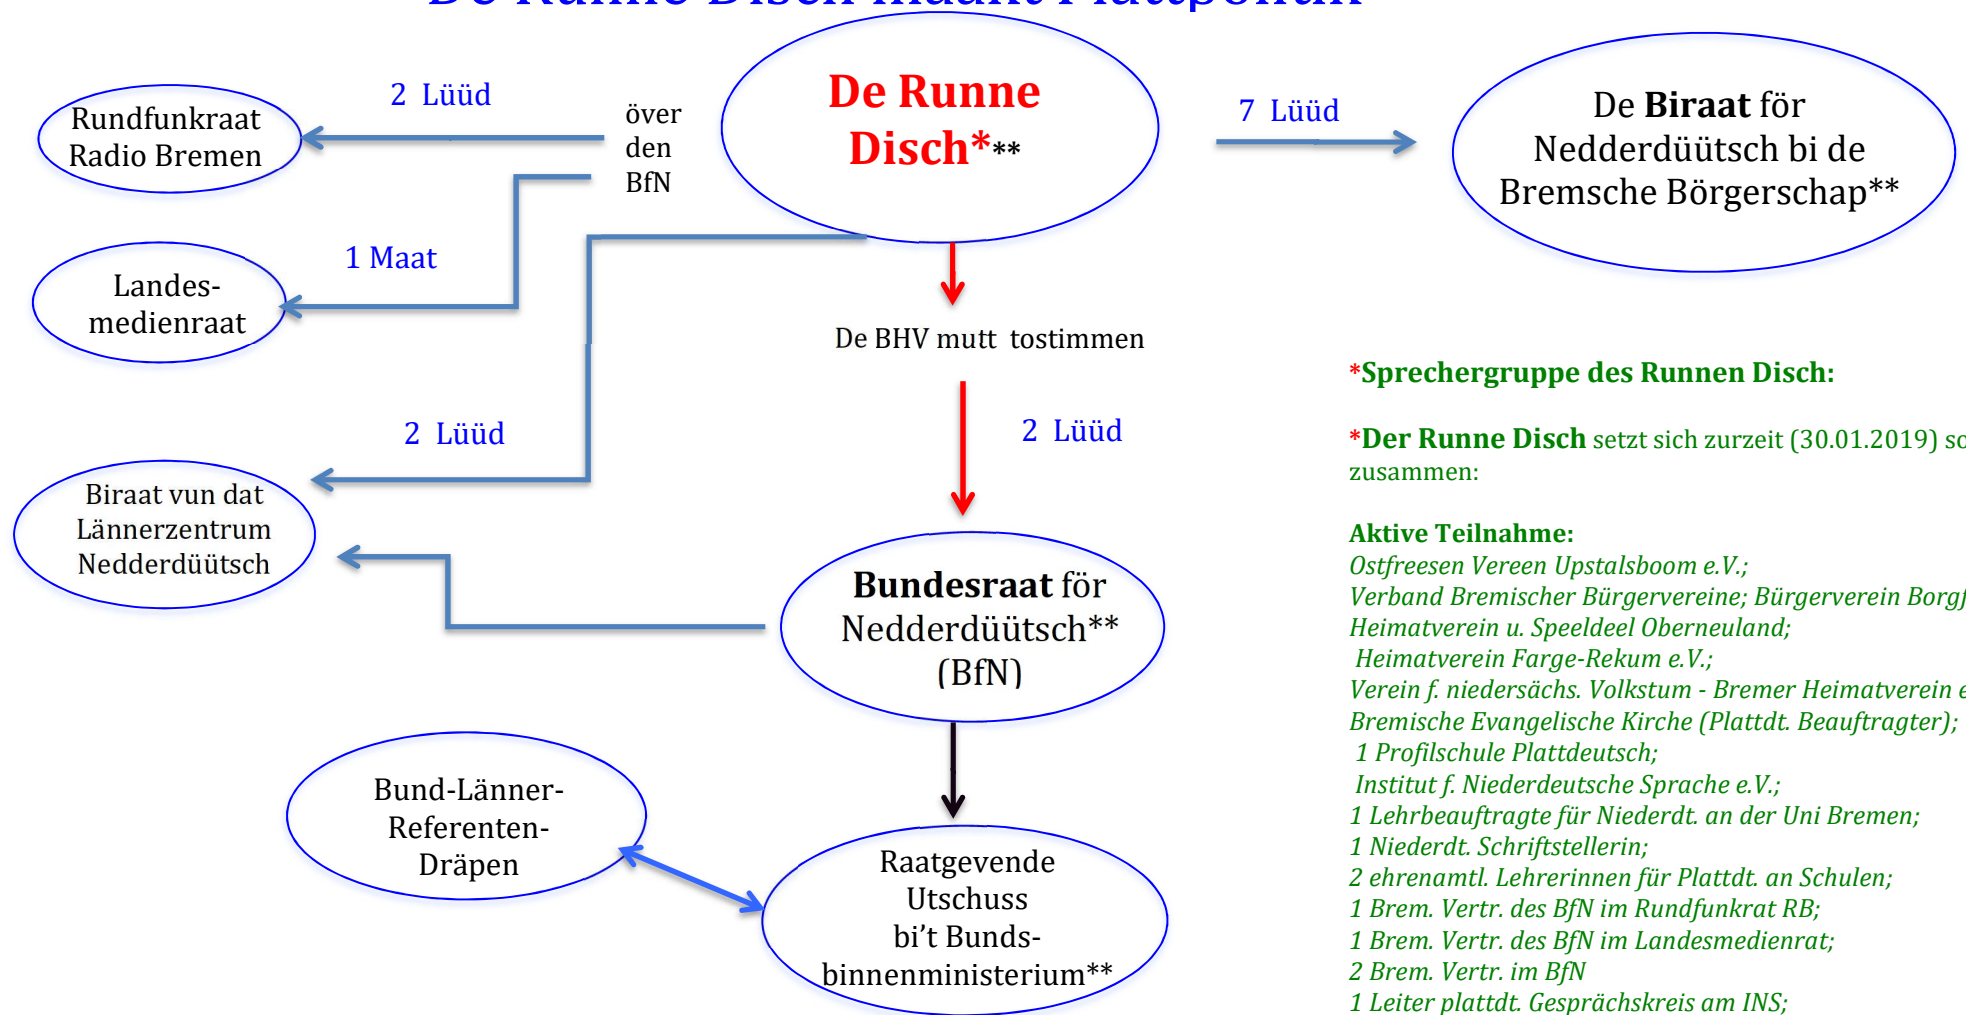 De Runne Disch maakt Plattpolitik
De Runne
Disch***
2 Lüüd
över
den
BfN
7 Lüüd
Rundfunkraat
Radio Bremen
De Biraat för
Nedderdüütsch bi de
Bremsche Börgerschap**
1 Maat
Landes-
medienraat
De BHV mutt tostimmen
2 Lüüd
2 Lüüd
Biraat vun dat
Lännerzentrum
Nedderdüütsch
Bundesraat för
Nedderdüütsch**
(BfN)
Bund-Länner-
Referenten-
Dräpen
Raatgevende
Utschuss
bi't Bunds-
binnenministerium**
*Sprechergruppe des Runnen Disch:
*Der Runne Disch setzt sich zurzeit (30.01.2019) so
zusammen:
Aktive Teilnahme:
Ostfreesen Vereen Upstalsboom e.V.;
Verband Bremischer Bürgervereine; Bürgerverein Borgf
Heimatverein u. Speeldeel Oberneuland;
Heimatverein Farge-Rekum e.V.;
Verein f. niedersächs. Volkstum - Bremer Heimatverein e
Bremische Evangelische Kirche (Plattdt. Beauftragter);
1 Profilschule Plattdeutsch;
Institut f. Niederdeutsche Sprache e.V.;
1 Lehrbeauftragte für Niederdt. an der Uni Bremen;
1 Niederdt. Schriftstellerin;
2 ehrenamtl. Lehrerinnen für Plattdt. an Schulen;
1 Brem. Vertr. des BfN im Rundfunkrat RB;
1 Brem. Vertr. des BfN im Landesmedienrat;
2 Brem. Vertr. im BfN
1 Leiter plattdt. Gesprächskreis am INS;